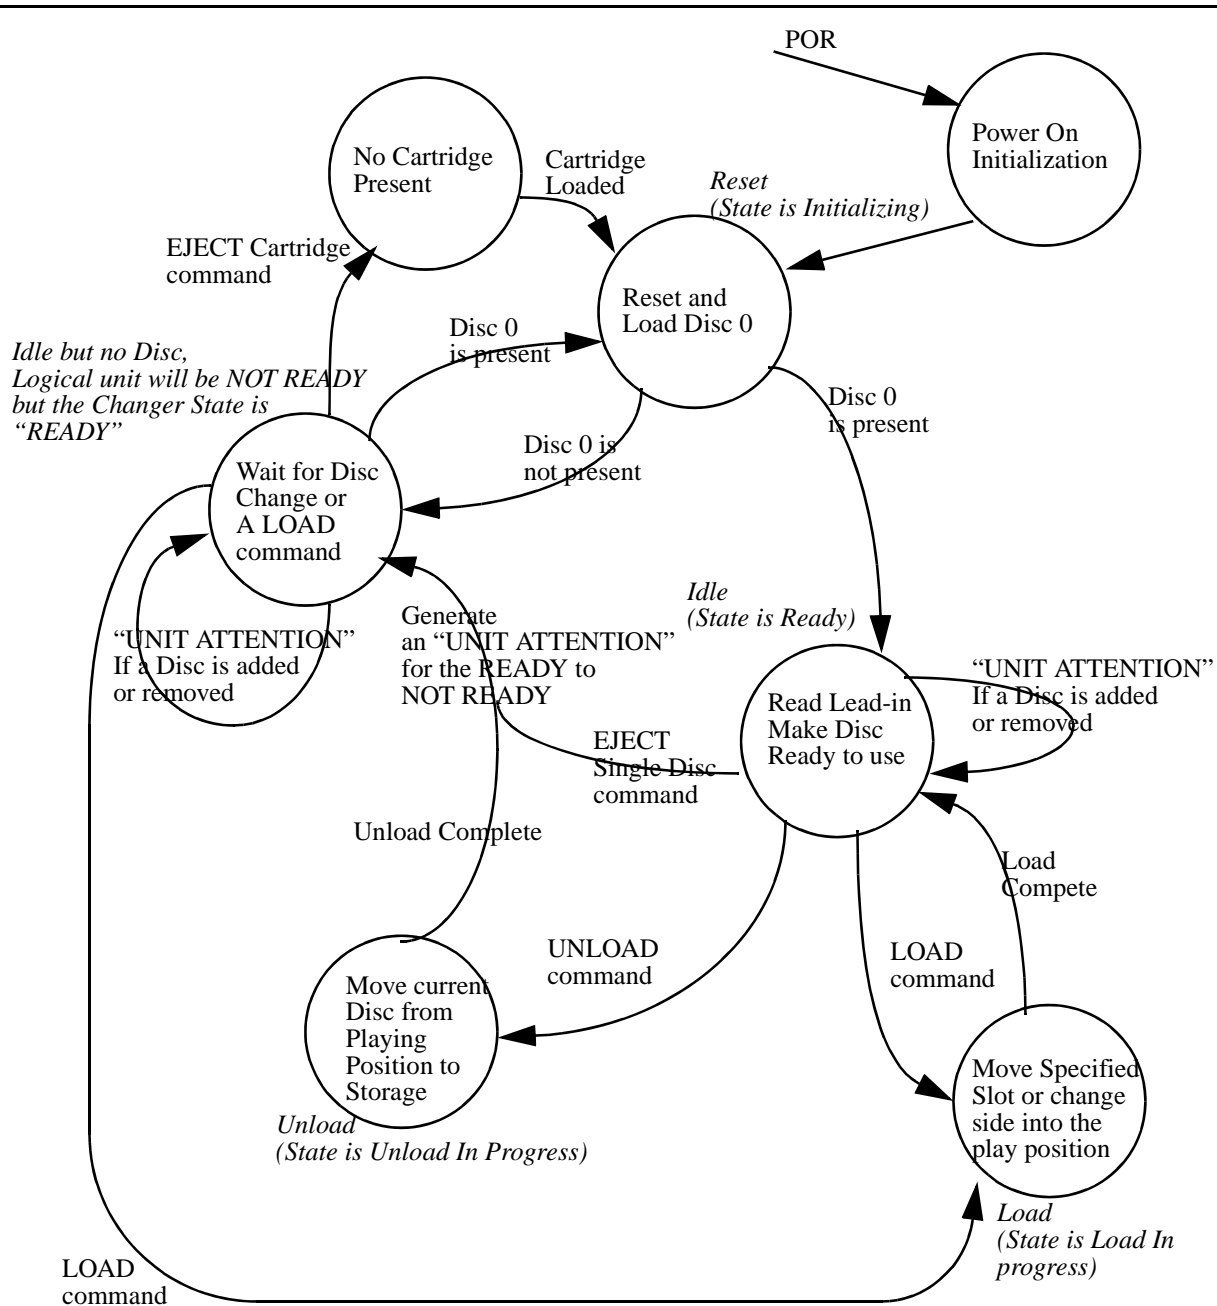 POR
Power On
Initialization
No Cartridge
Present
Cartridge
Loaded
Reset
(State is Initializing)
EJECT Cartridge
command
Reset and
Load Disc 0
Disc 0
is present
Idle but no Disc,
Logical unit will be NOT READY
but the Changer State is
“READY”
Disc 0
is present
Disc 0 is
not present
Wait for Disc
Change or
A LOAD
command
Idle
(State is Ready)
Generate
an “UNIT ATTENTION”
for the READY to
NOT READY
“UNIT ATTENTION”
If a Disc is added
or removed
“UNIT ATTENTION”
If a Disc is added
or removed
Read Lead-in
Make Disc
Ready to use
EJECT
Single Disc
command
Unload Complete
Load
Compete
UNLOAD
command
LOAD
command
Move current
Disc from
Playing
Position to
Storage
Move Specified
Slot or change
side into the
play position
Unload
(State is Unload In Progress)
Load
(State is Load In
progress)
LOAD
command